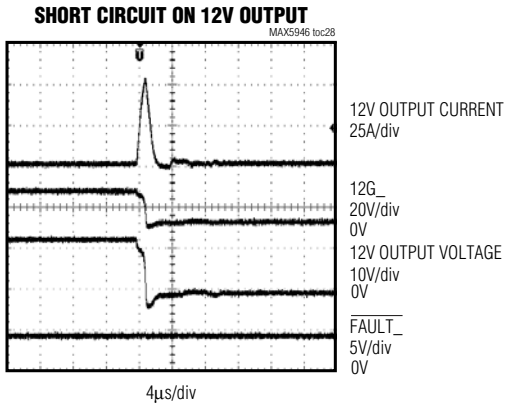 SHORT CIRCUIT ON 12V OUTPUT
MAX5946 toc28
12V OUTPUT CURRENT
25A/div
12G_
20V/div
0V
12V OUTPUT VOLTAGE
10V/div
0V
FAULT_
5V/div
0V
4μs/div